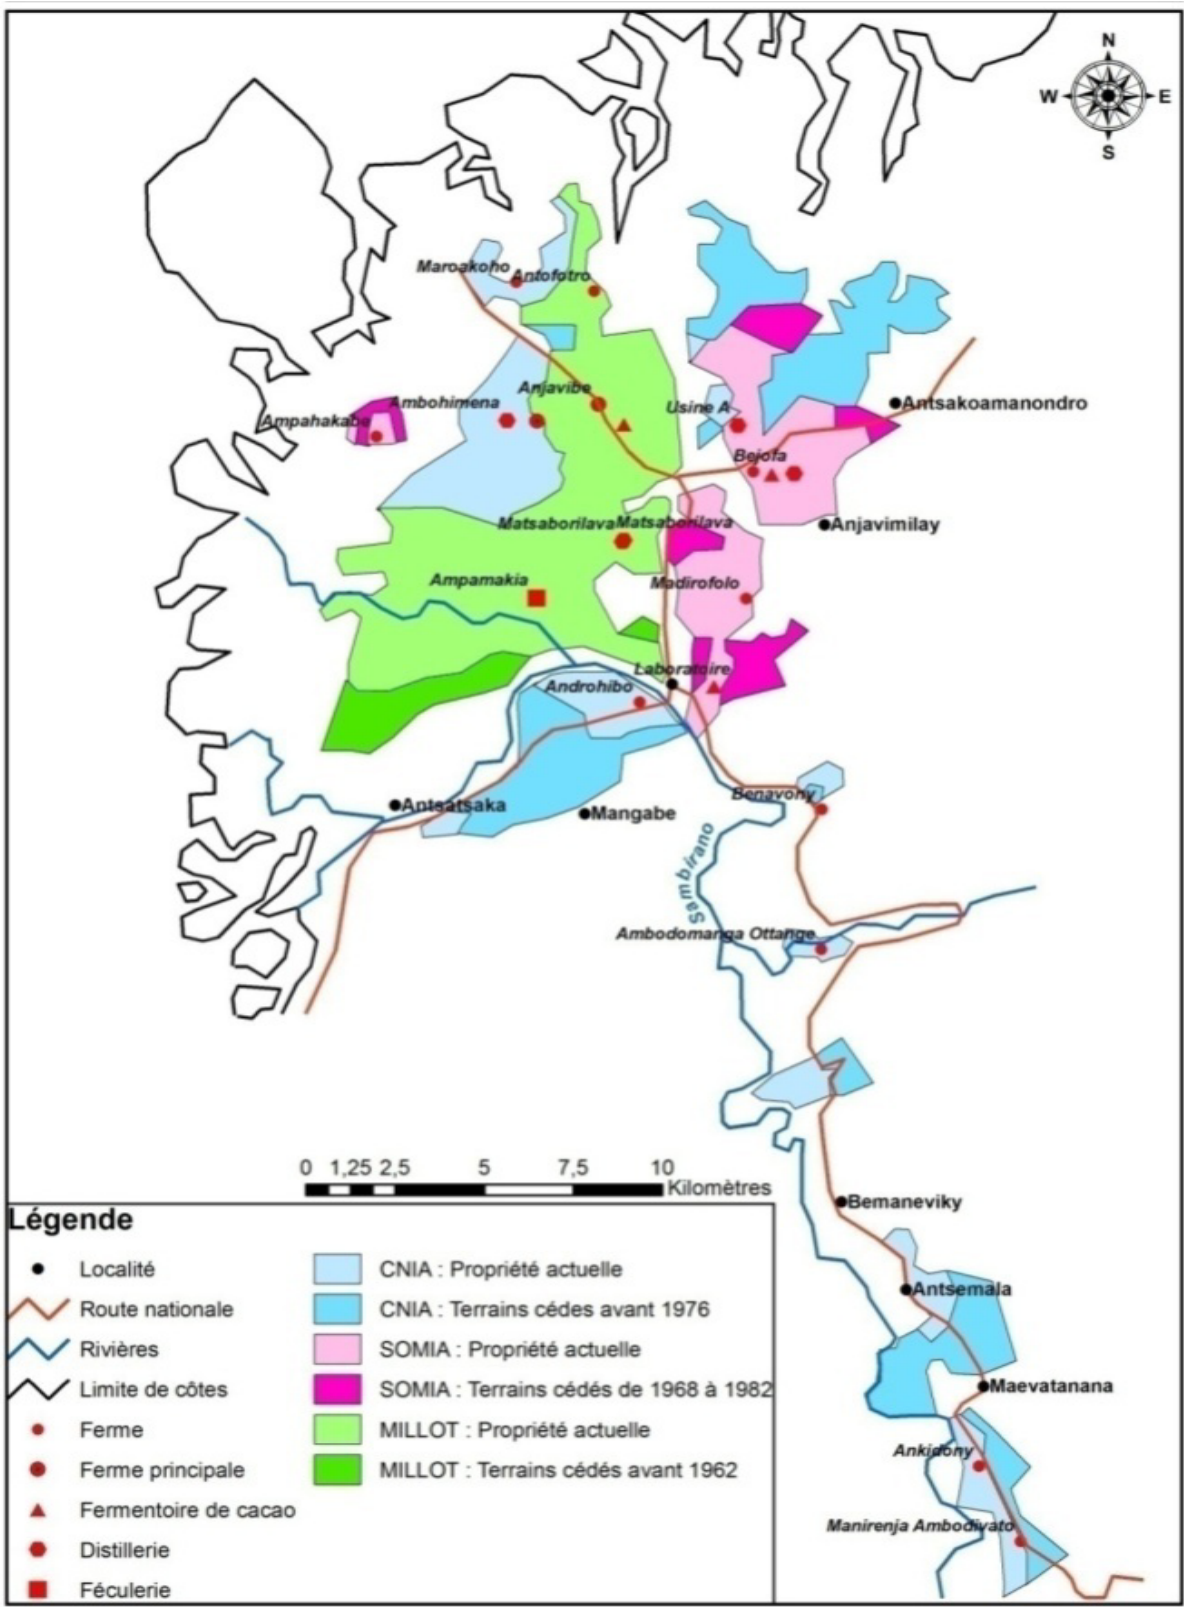 N
W E
S
Maroakoho
Antofotro
Anjavibe
Ambohimena
Ampahakabe
Usine A
Antsakoamanondro
Bejofa
Anjavimilay
Matsaborilava
Matsaborilava
Ampamakia
Madirofolo
Laboratoire
Androhibo
Antsatsaka
Mangabe
Benavony
Sambirano
Ambodomanga Ottange
0 1,25 2,5 5 7,5 10
Kilomètres
Bemaneviky
Antsemala
Maevatanana
Ankidony
Manirenja Ambodivato
Légende
Localité
Route nationale
Rivières
Limite de côtes
Ferme
Ferme principale
Fermentoire de cacao
Distillerie
Féculerie
CNIA : Propriété actuelle
CNIA : Terrains cédes avant 1976
SOMIA : Propriété actuelle
SOMIA : Terrains cédés de 1968 à 1982
MILLOT : Propriété actuelle
MILLOT : Terrains cédés avant 1962